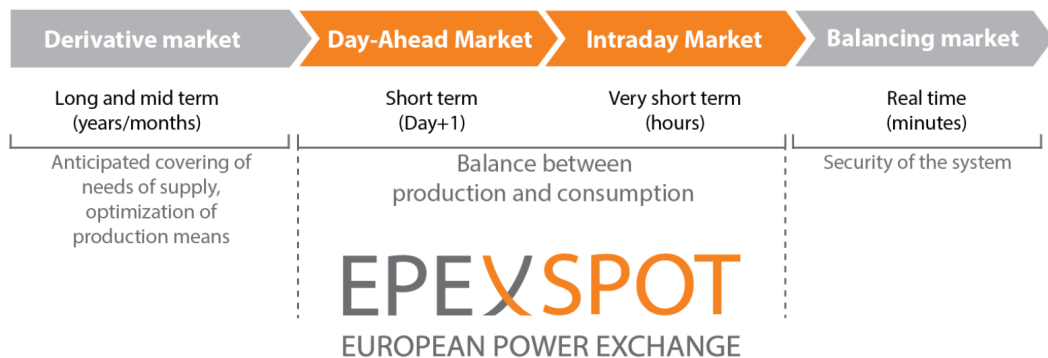 Derivative market
Day-Ahead Market
Intraday Market
Balancing market
Long and mid term
(years/months)
Short term
(Day+1)
Very short term
(hours)
Real time
(minutes)
Anticipated covering of
needs of supply,
optimization of
production means
Balance between
production and consumption
Security of the system
EPEXSPOT
EUROPEAN POWER EXCHANGE